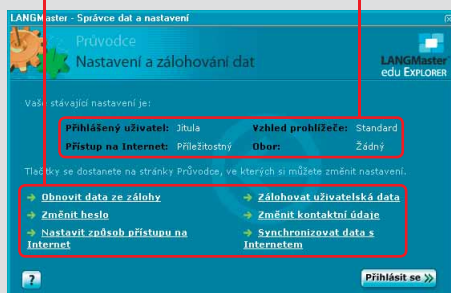 LANGMaster - Správce dat a nastavení
Průvodce
Nastavení a zálohování dat
LANGMaster
edu EXPLORER
Vaše stávající nastavení je:
Přihlášený uživatel: Jitula Vzhled prohlížeče: Standard
Přístup na Internet: Příležitostný Obor: Žádný
Tlačítky se dostanete na stránky Průvodce, ve kterých si můžete změnit nastavení.
Obnovit data ze zálohy
Zálohovat uživatelská data
Změnit heslo
Změnit kontaktní údaje
Nastavit způsob přístupu na
Internet
Synchronizovat data s
Internetem
?
Přihlásit se